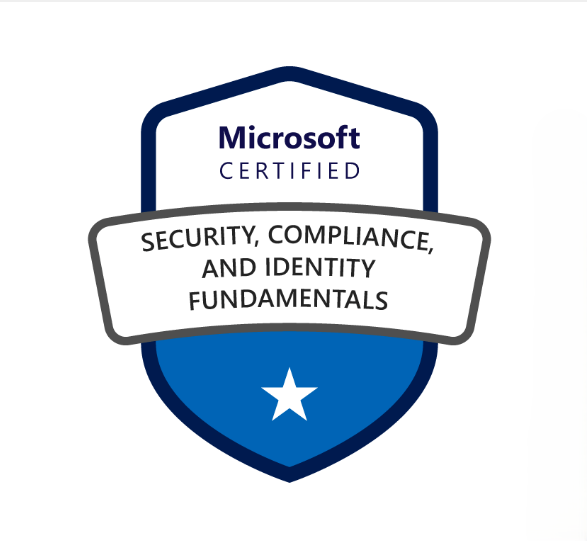 Microsoft
CERTIFIED
SECURITY, COMPLIANCE,
AND IDENTITY
FUNDAMENTALS